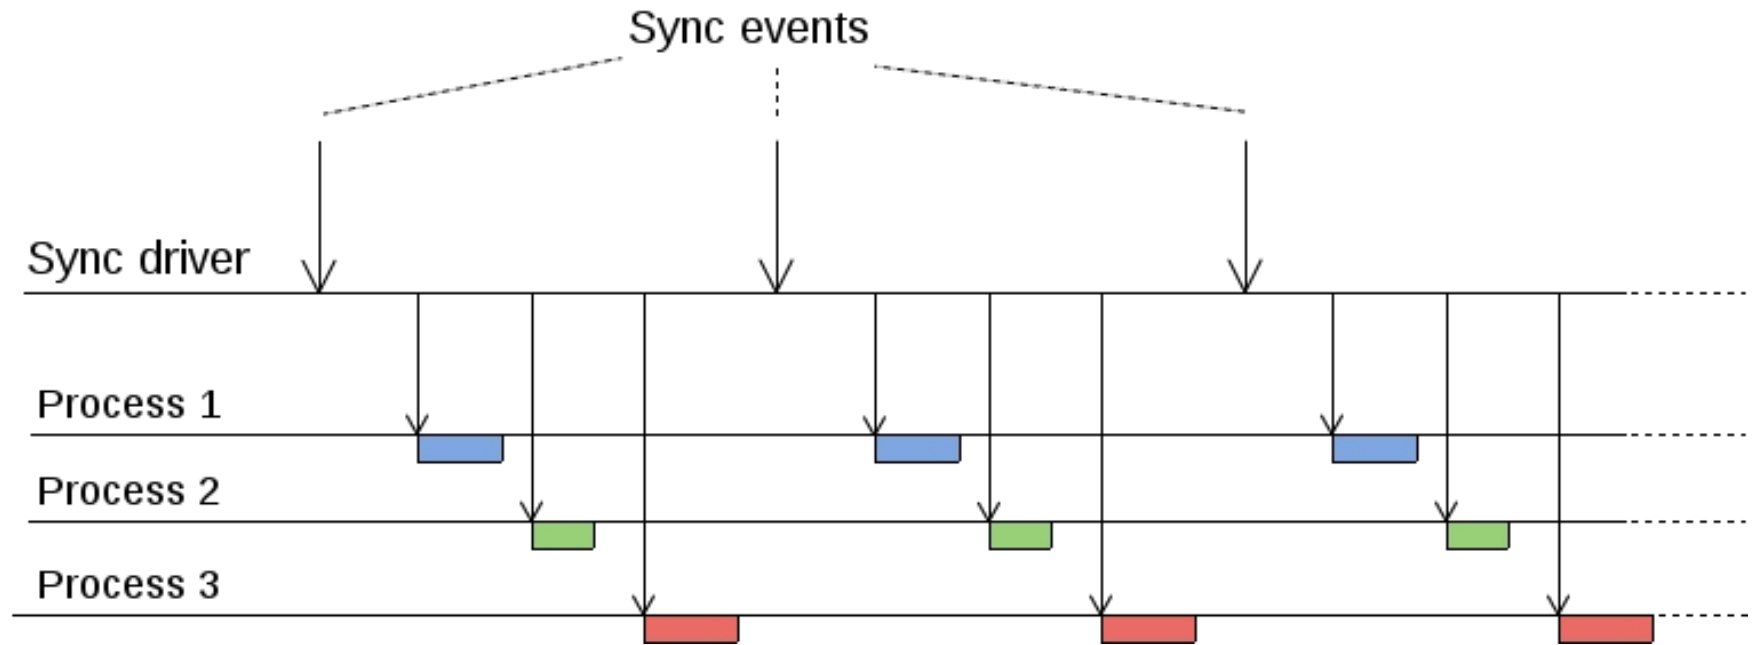 Sync events
Sync driver
Process 1
Process 2
Process 3